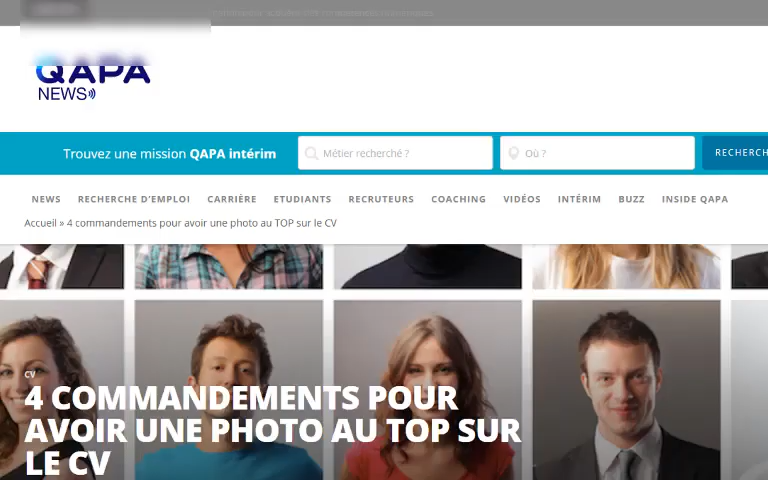 QAPA
NEWS
Trouvez une mission QAPA intérim
Métier recherché ?
Où ?
RECHERCH
NEWS RECHERCHE D'EMPLOI CARRIÈRE ETUDIANTS RECRUTEURS COACHING VIDÉOS INTÉRIM BUZZ INSIDE QAPA
Accueil » 4 commandements pour avoir une photo au TOP sur le CV
CV
4 COMMANDEMENTS POUR
AVOIR UNE PHOTO AU TOP SUR
LE CV